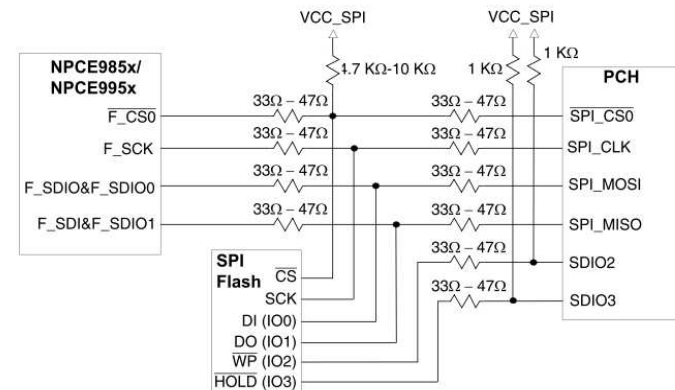 VCC_SPI
VCC_SPI
4.7 KΩ-10 KΩ
1 KΩ
1 KΩ
NPCE985x/
NPCE995x
PCH
F_CS0
33Ω – 47Ω
33Ω – 47Ω
SPI_CS0
F_SCK
33Ω – 47Ω
33Ω – 47Ω
SPI_CLK
F_SDIO&F_SDIO0
33Ω – 47Ω
33Ω – 47Ω
SPI_MOSI
F_SDI&F_SDIO1
33Ω – 47Ω
33Ω – 47Ω
SPI_MISO
33Ω – 47Ω
SDIO2
33Ω – 47Ω
SDIO3
SPI
Flash
CS
SCK
DI (IO0)
DO (IO1)
WP (IO2)
HOLD (IO3)